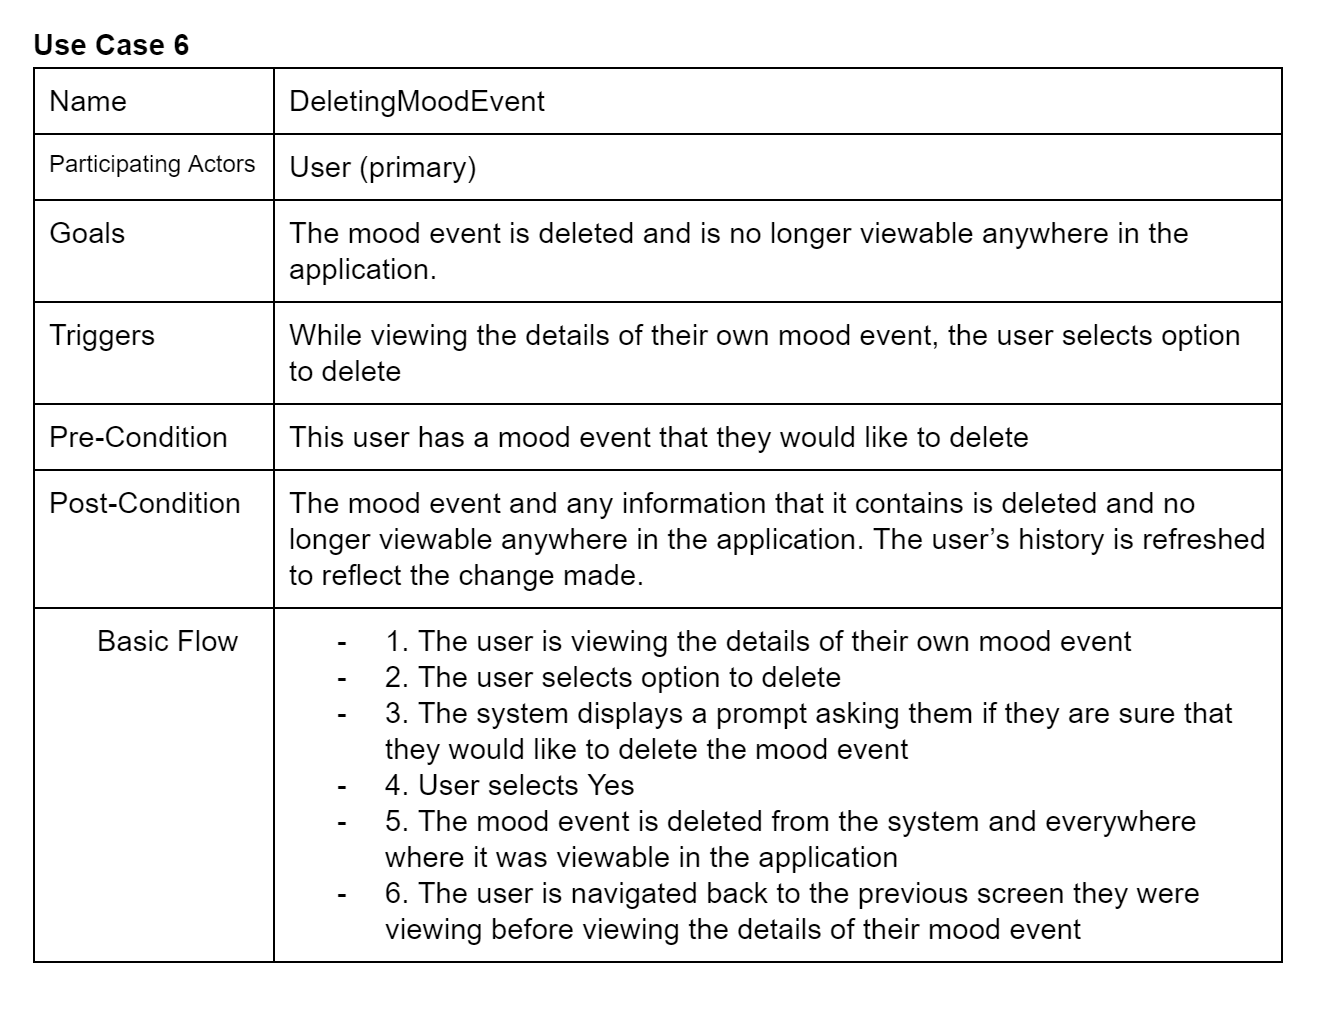 Use Case 6
Name
DeletingMoodEvent
Participating Actors
User (primary)
Goals
The mood event is deleted and is no longer viewable anywhere in the
application.
Triggers
While viewing the details of their own mood event, the user selects option
to delete
Pre-Condition
This user has a mood event that they would like to delete
Post-Condition
The mood event and any information that it contains is deleted and no
longer viewable anywhere in the application. The user’s history is refreshed
to reflect the change made.
Basic Flow
- 1. The user is viewing the details of their own mood event
- 2. The user selects option to delete
- 3. The system displays a prompt asking them if they are sure that
they would like to delete the mood event
- 4. User selects Yes
- 5. The mood event is deleted from the system and everywhere
where it was viewable in the application
- 6. The user is navigated back to the previous screen they were
viewing before viewing the details of their mood event